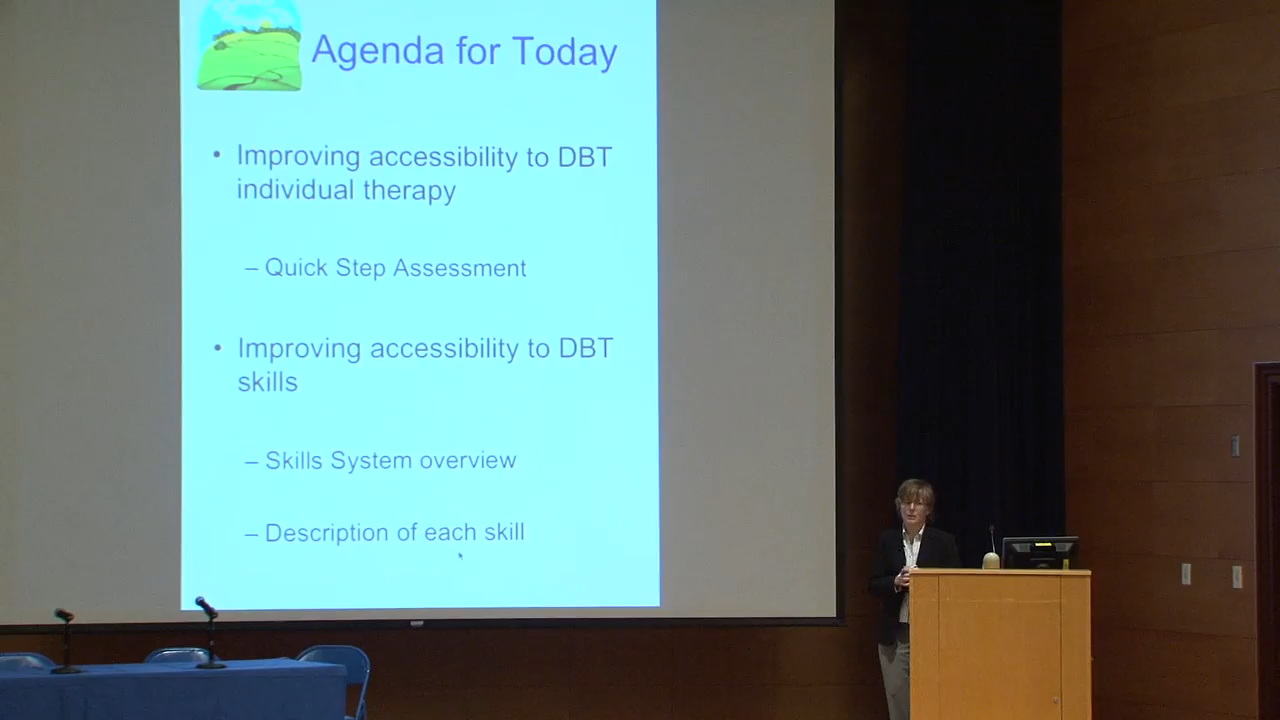 Agenda for Today
• Improving accessibility to DBT
individual therapy
– Quick Step Assessment
• Improving accessibility to DBT
skills
– Skills System overview
– Description of each skill